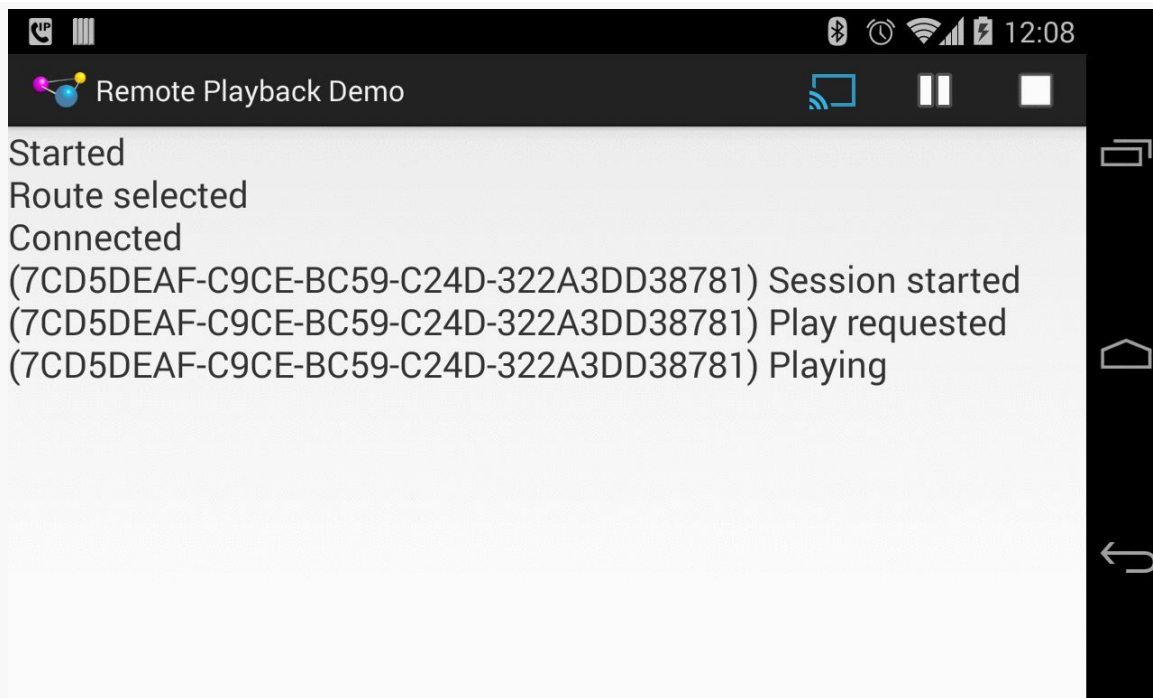 IP
12:08
Remote Playback Demo
Started
Route selected
Connected
(7CD5DEAF-C9CE-BC59-C24D-322A3DD38781) Session started
(7CD5DEAF-C9CE-BC59-C24D-322A3DD38781) Play requested
(7CD5DEAF-C9CE-BC59-C24D-322A3DD38781) Playing